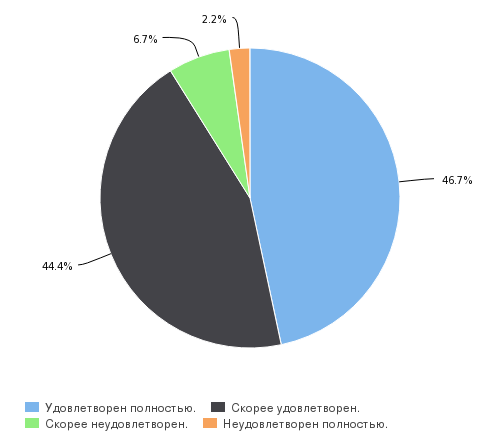 2.2%
6.7%
46.7%
44.4%
Удовлетворен полностью. Скорее удовлетворен.
Скорее неудовлетворен. Неудовлетворен полностью.